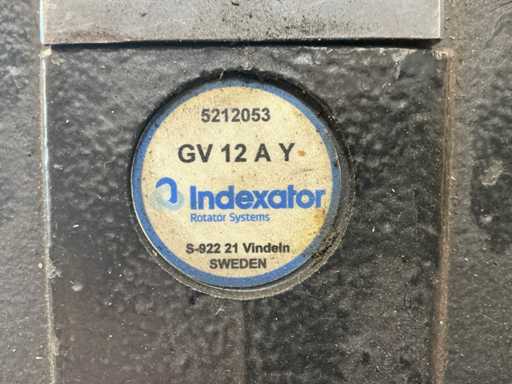 5212053
GV 12 A Y
Indexator
Rotator Systems
S-922 21 Vindeln
SWEDEN